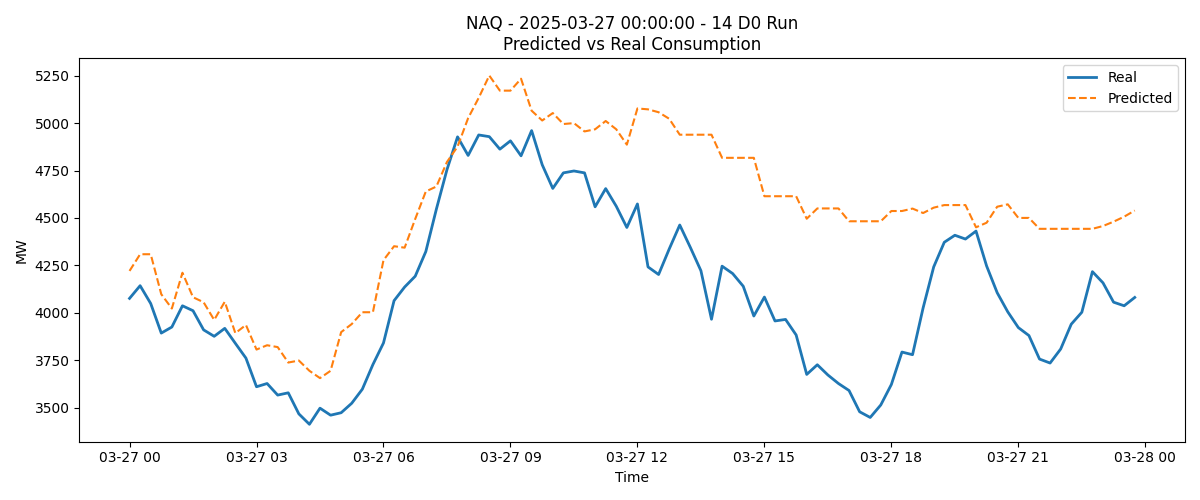 NAQ - 2025-03-27 00:00:00 - 14 D0 Run
Predicted vs Real Consumption
Real
Predicted
5250
5000
4750
4500
4250
4000
3750
3500
MW
03-27 00
03-27 03
03-27 06
03-27 09
03-27 12
03-27 15
03-27 18
03-27 21
03-28 00
Time